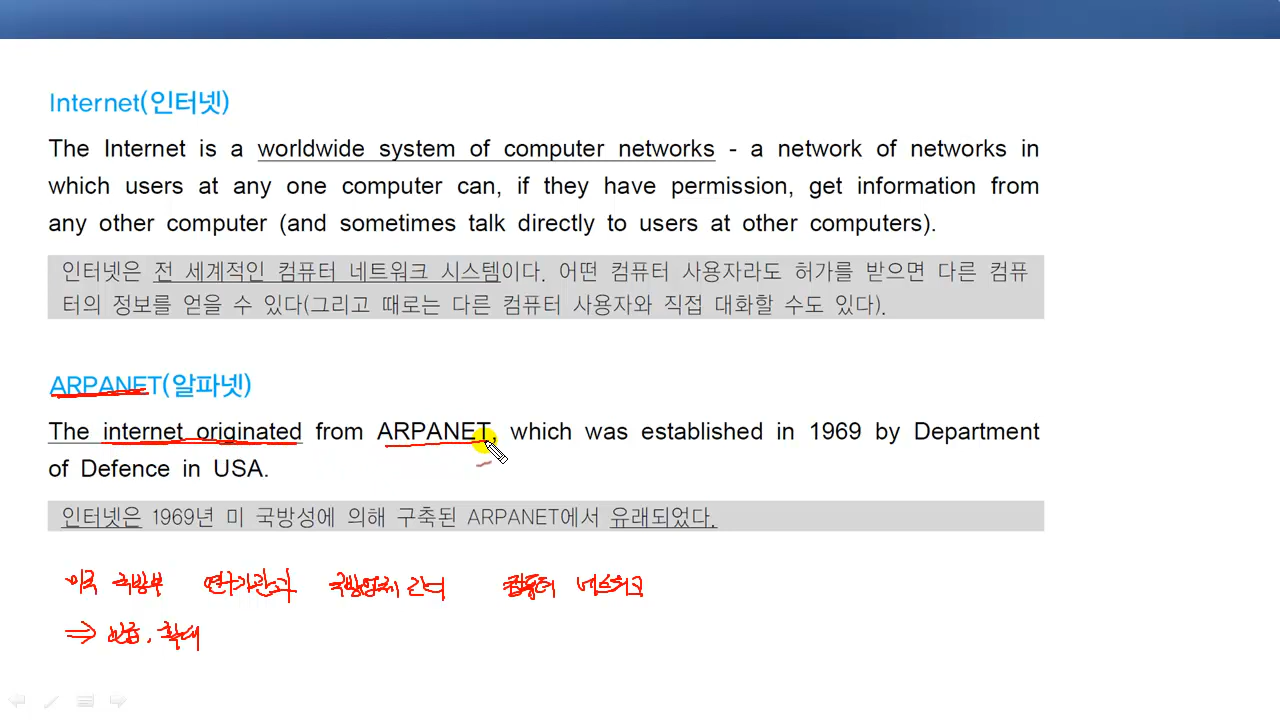 Internet(인터넷)
The Internet is a worldwide system of computer networks - a network of networks in
which users at any one computer can, if they have permission, get information from
any other computer (and sometimes talk directly to users at other computers).
인터넷은 전 세계적인 컴퓨터 네트워크 시스템이다. 어떤 컴퓨터 사용자라도 허가를 받으면 다른 컴퓨
터의 정보를 얻을 수 있다(그리고 때로는 다른 컴퓨터 사용자와 직접 대화할 수도 있다).
ARPANET(알파넷)
The internet originated from ARPANET, which was established in 1969 by Department
of Defence in USA.
인터넷은 1969년 미 국방성에 의해 구축된 ARPANET에서 유래되었다.
미국 국방부 연구기관과 국방업체 간의 컴퓨터 네트워크
⇒ 확대